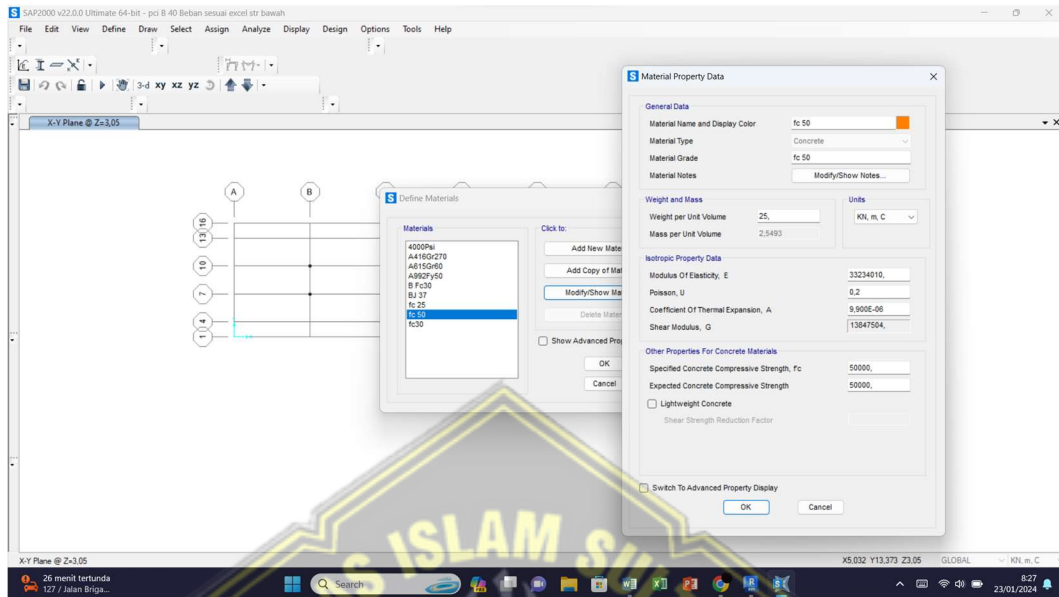 SAP2000 v22.0.0 Ultimate 64-bit - pci B 40 Beban sesuai excel str bawah
File Edit View Define Draw Select Assign Analyze Display Design Options Tools Help
3-d xy xz yz
X-Y Plane @ Z=3,05
A
B
16
13
10
7
4
1
Define Materials
Materials
4000Psi
A416Gr270
A615Gr60
A992Fy50
B Fc30
BJ 37
fc 25
fc 50
fc30
Click to:
Add New Mate
Add Copy of Mat
Modify/Show Ma
Delete Mater
Show Advanced Prop
OK
Cancel
Material Property Data
General Data
Material Name and Display Color fc 50
Material Type Concrete
Material Grade fc 50
Material Notes Modify/Show Notes...
Weight and Mass
Weight per Unit Volume 25,
Mass per Unit Volume 2,5493
Units
KN, m, C
Isotropic Property Data
Modulus Of Elasticity, E 33234010,
Poisson, U 0,2
Coefficient Of Thermal Expansion, A 9,900E-06
Shear Modulus, G 13847504,
Other Properties For Concrete Materials
Specified Concrete Compressive Strength, f'c 50000,
Expected Concrete Compressive Strength 50000,
Lightweight Concrete
Shear Strength Reduction Factor
Switch To Advanced Property Display
OK Cancel
S ISLAM SU
X-Y Plane @ Z=3,05
X5,032 Y13,373 Z3,05 GLOBAL KN, m, C
26 menit tertunda
127 / Jalan Briga...
Search
8:27
23/01/2024